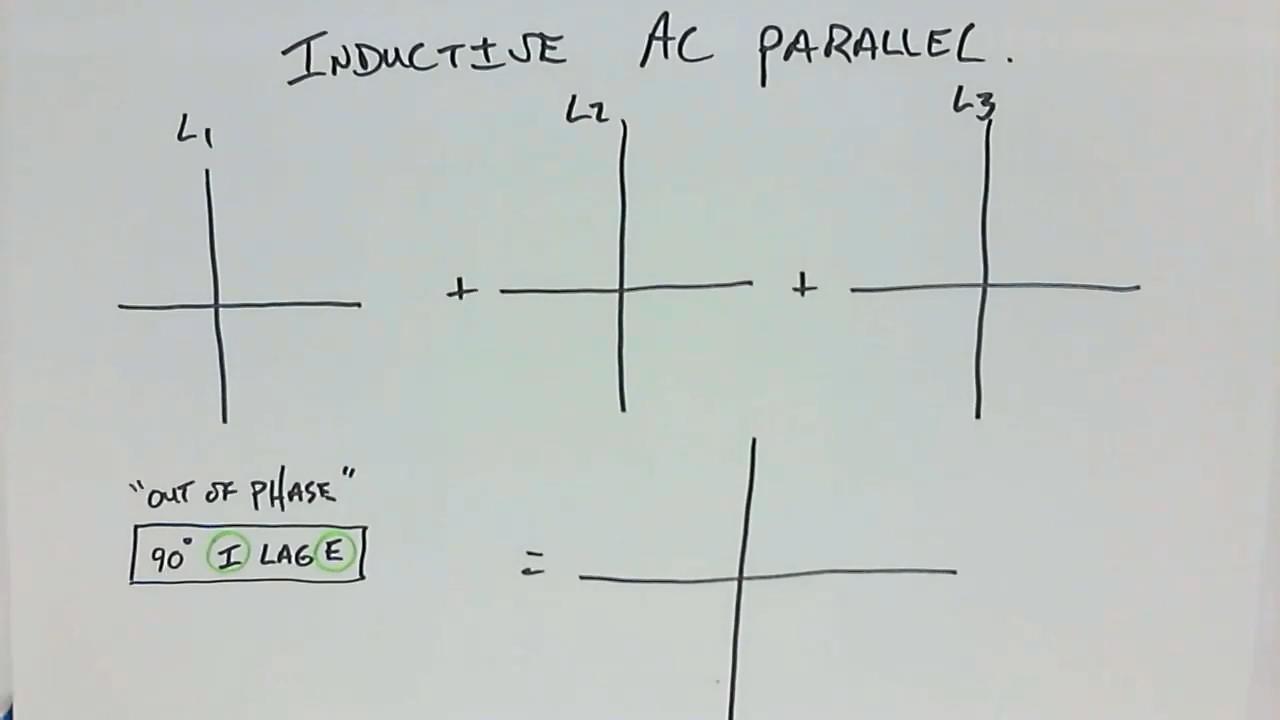 INDUCTIVE AC PARALLEL.
L1
L2
L3
+
+
"OUT OF PHASE"
90° I LAG E
=